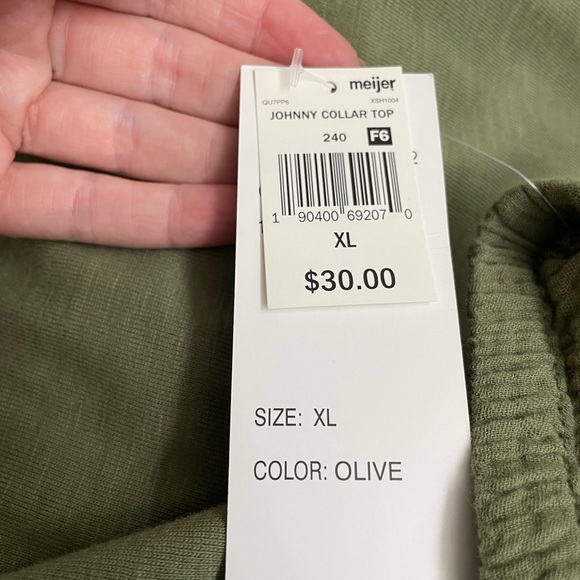 meijer
QU7PP6 XSH1004
JOHNNY COLLAR TOP
240 F6
2
1 90400 69207 0
XL
$30.00
SIZE: XL
COLOR: OLIVE